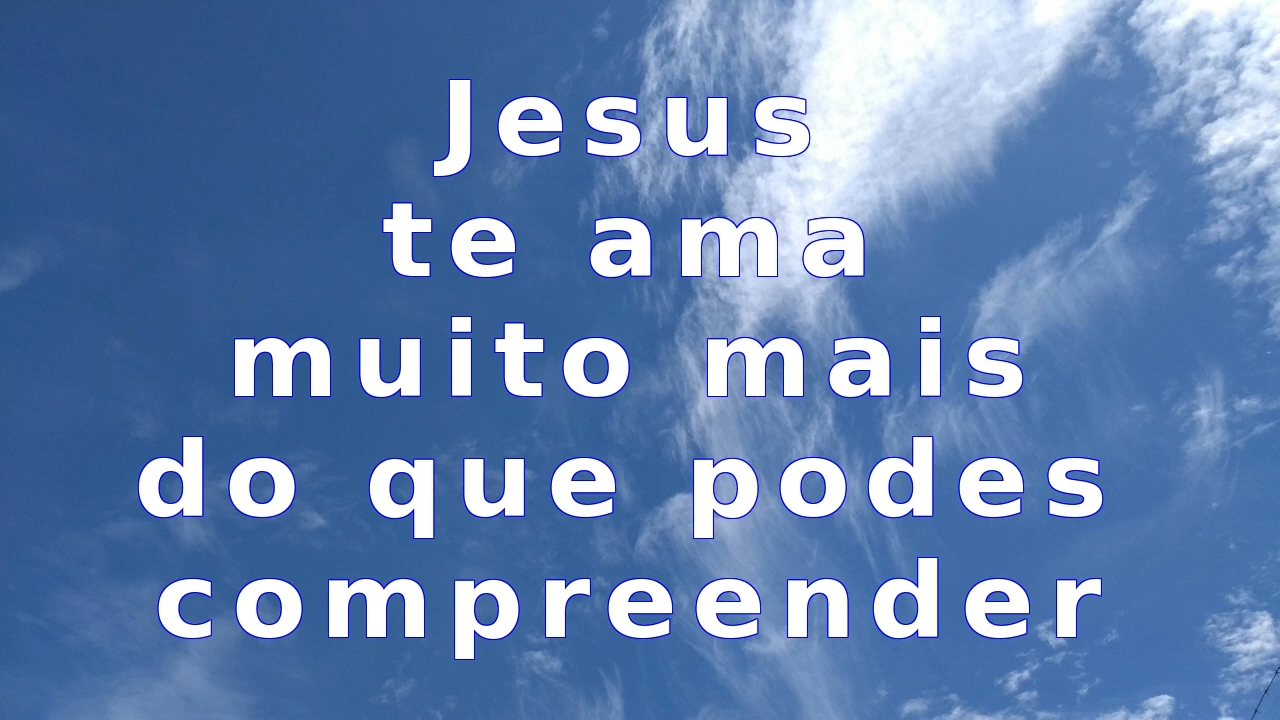 Jesus
te ama
muito mais
do que podes
compreender